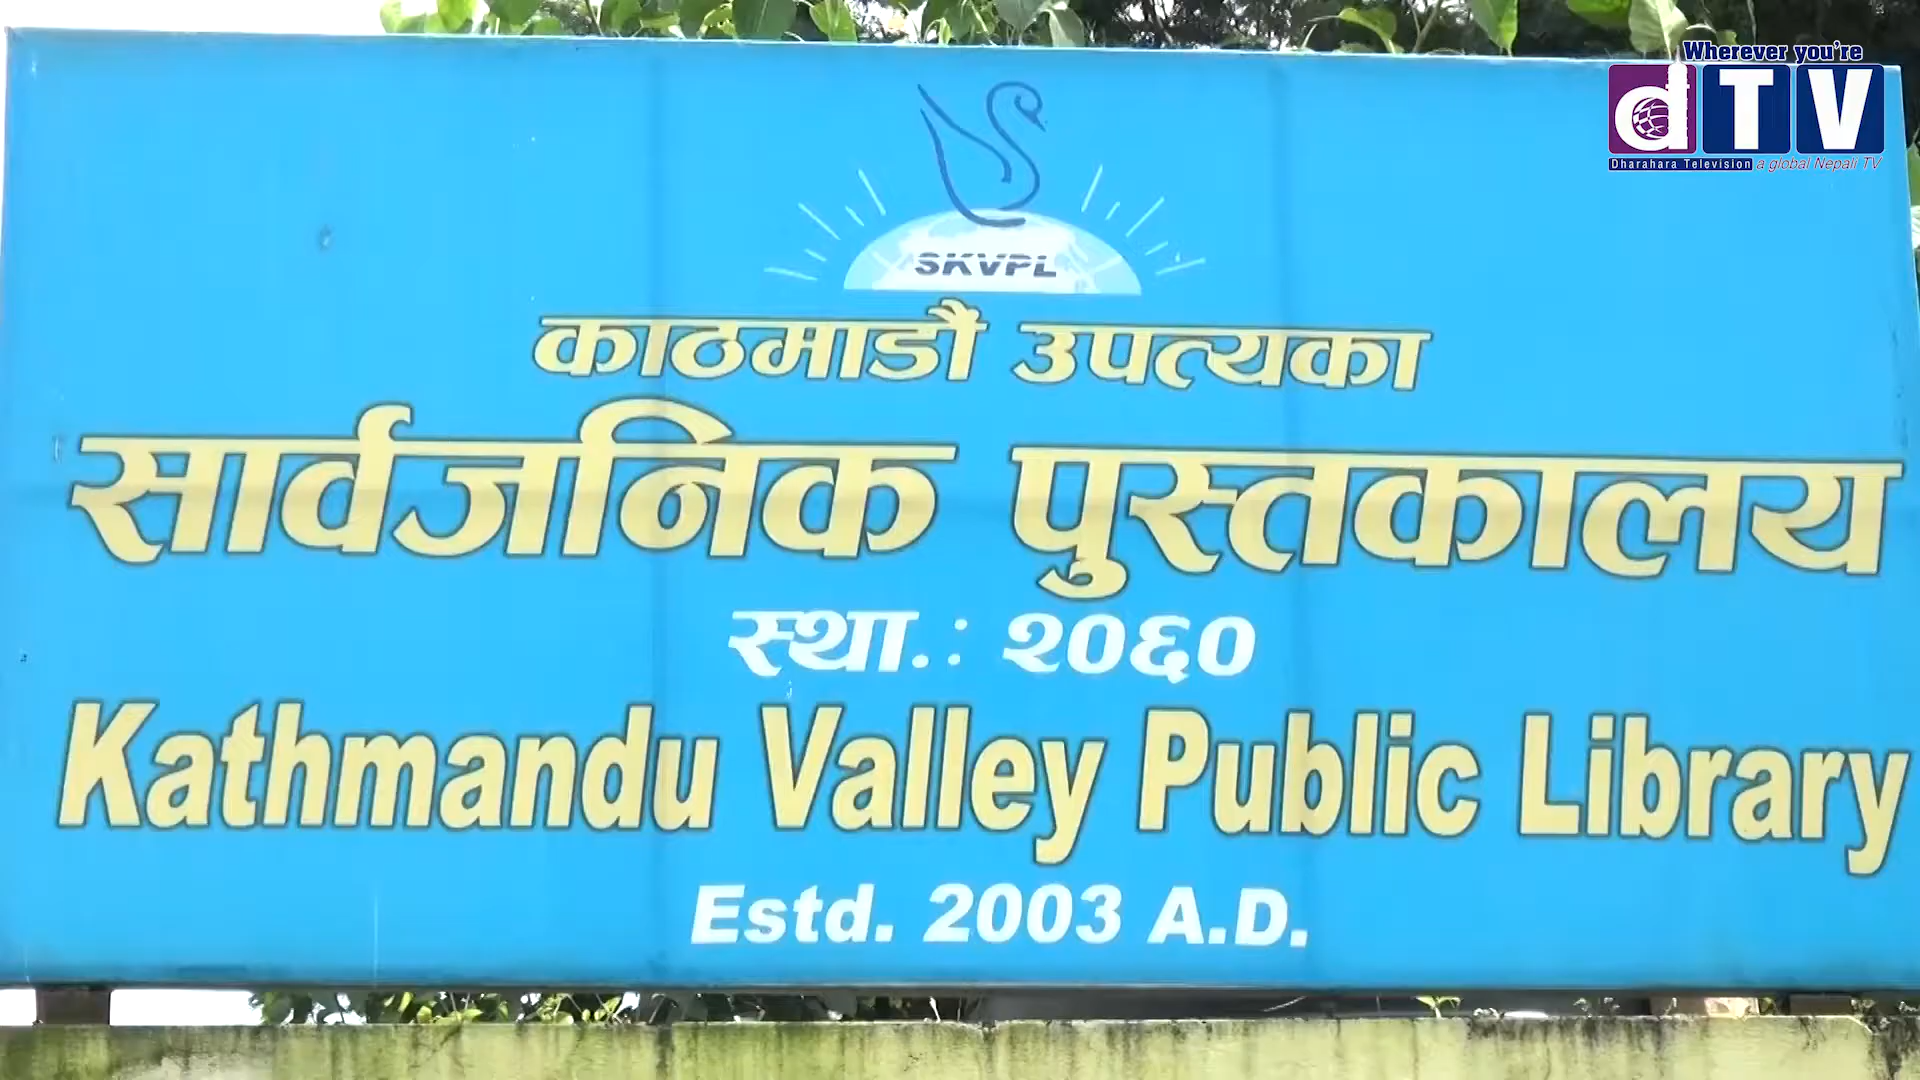 Wherever you're
dTV
Dharahara Television a global Nepali TV
SKVPL
काठमाडौं उपत्यका
सार्वजनिक पुस्तकालय
स्था.: २०६०
Kathmandu Valley Public Library
Estd. 2003 A.D.